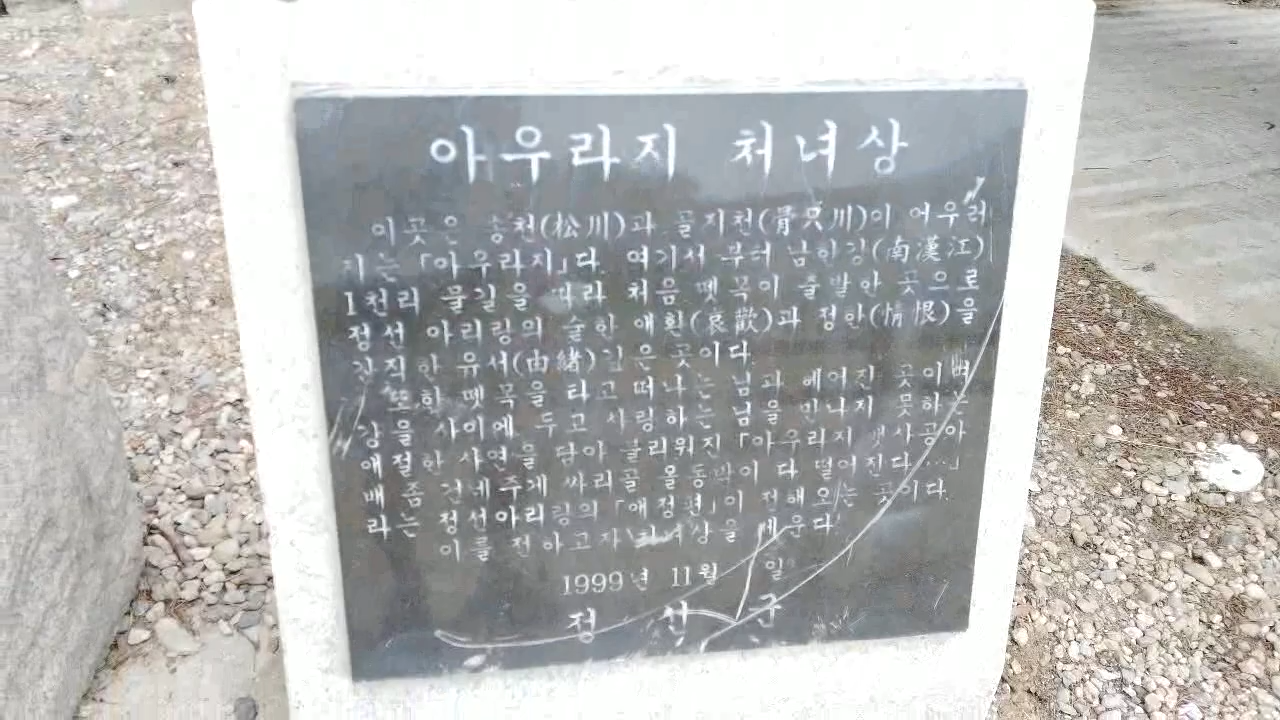 아우라지 처녀상
이곳은 송천(松川)과 골지천(骨只川)이 어우러
지는 「아우라지」다. 여기서 부터 남한강(南漢江)
1천리 물길을 따라 처음 뗏목이 출발한 곳으로
정선 아리랑의 숱한 애환(哀歡)과 정한(情恨)을
간직한 유서(由緖)깊은 곳이다.
또한 뗏목을 타고 떠나는 님과 헤어진 곳이며
강을 사이에 두고 사랑하는 님을 만나지 못하는
애절한 사연을 담아 불리워진 「아우라지 뱃사공아
배 좀 건네주게 싸리골 올동박이 다 떨어진다…」
라는 정선아리랑의 「애정편」이 전해오는 곳이다.
이를 전하고자 처녀상을 세운다.
1999년 11월 일
정 선 군